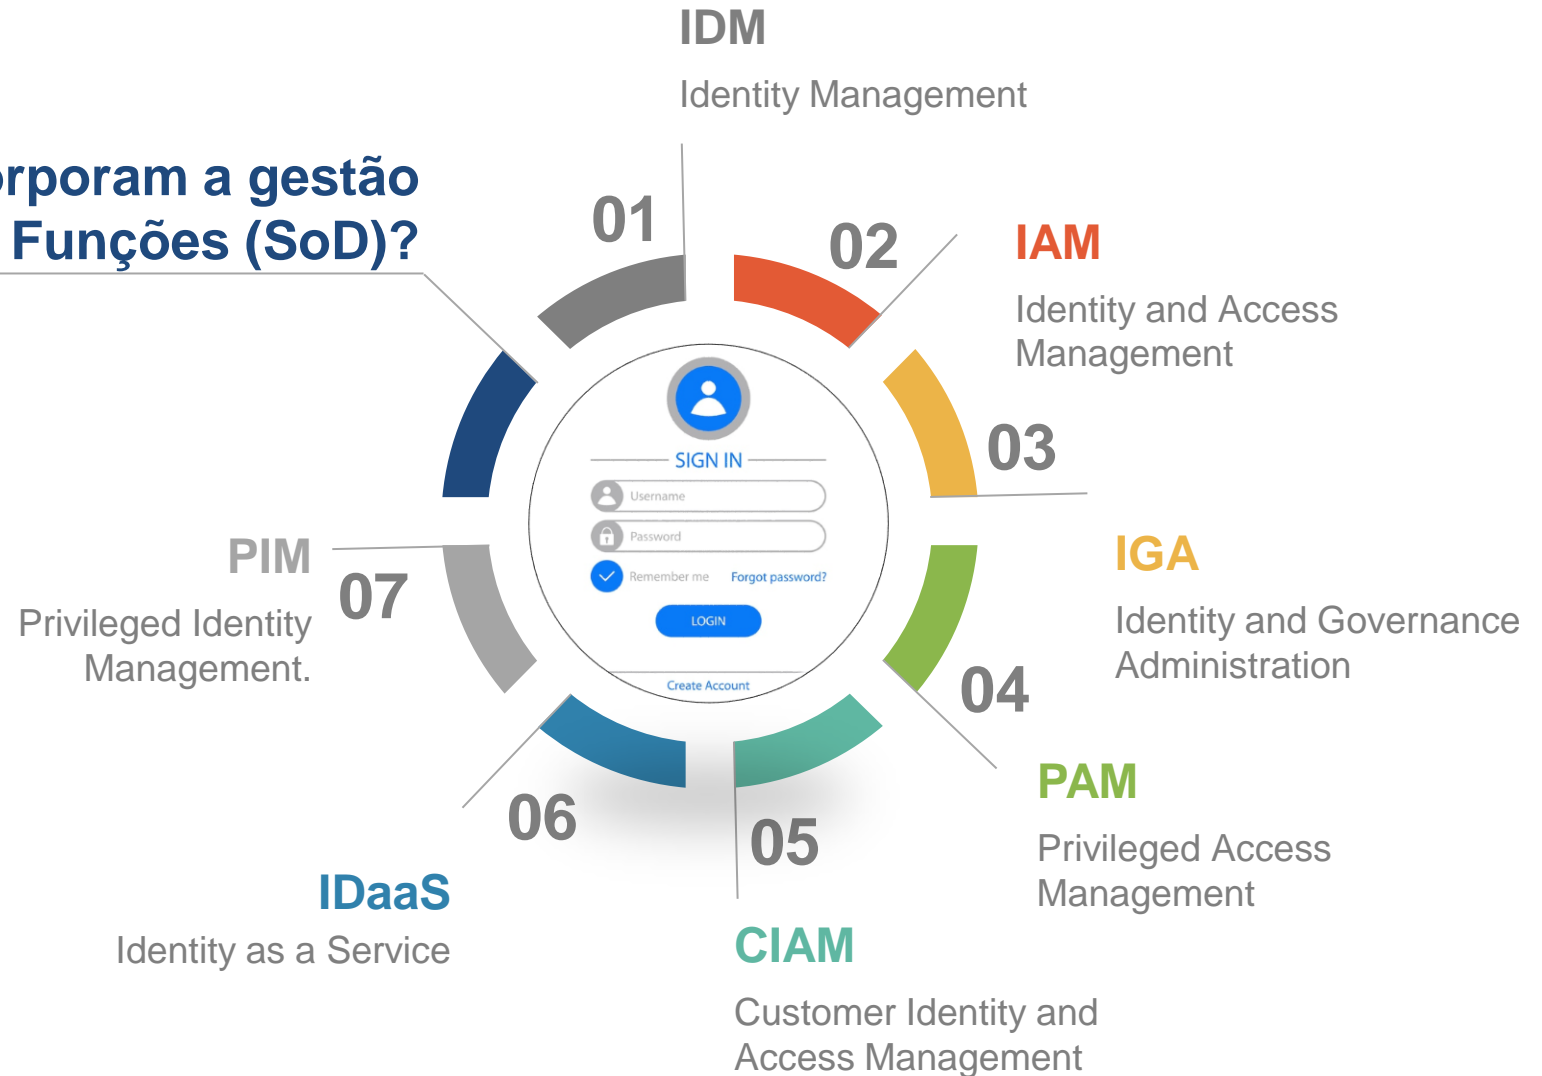 IDM
Identity Management
orporam a gestão
Funções (SoD)?
01
02
IAM
Identity and Access
Management
03
IGA
Identity and Governance
Administration
04
PAM
Privileged Access
Management
05
CIAM
Customer Identity and
Access Management
06
IDaaS
Identity as a Service
07
PIM
Privileged Identity
Management.
SIGN IN
Username
Password
Remember me Forgot password?
LOGIN
Create Account